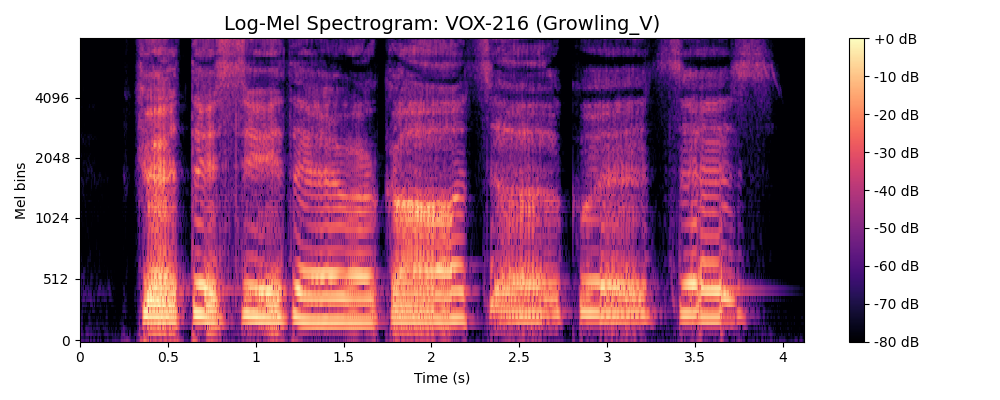 Log-Mel Spectrogram: VOX-216 (Growling_V)
+0 dB
-10 dB
-20 dB
-30 dB
-40 dB
-50 dB
-60 dB
-70 dB
-80 dB
Mel bins
4096
2048
1024
512
0
0 0.5 1 1.5 2 2.5 3 3.5 4
Time (s)